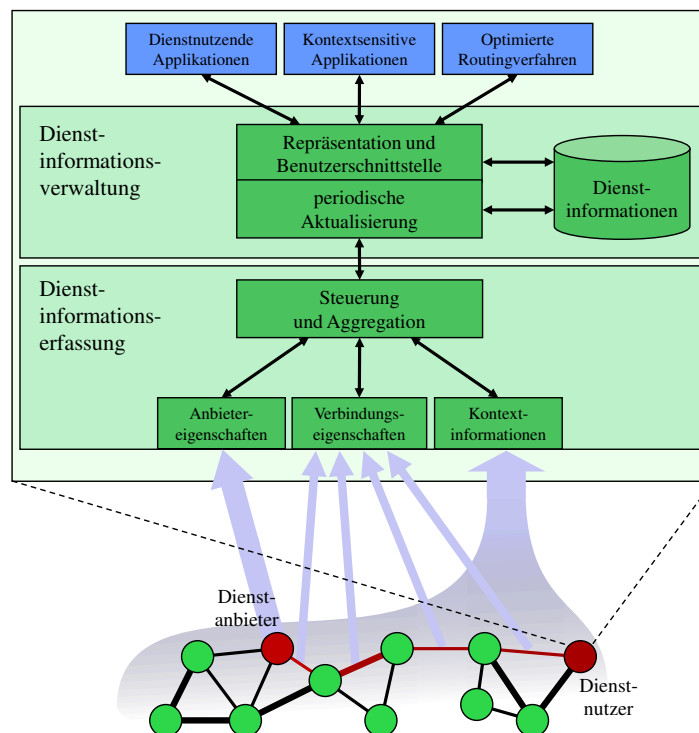 Dienstnutzende
Applikationen
Kontextsensitive
Applikationen
Optimierte
Routingverfahren
Dienst-
informations-
verwaltung
Repräsentation und
Benutzerschnittstelle
periodische
Aktualisierung
Dienst-
informationen
Dienst-
informations-
erfassung
Steuerung
und Aggregation
Anbieter-
eigenschaften
Verbindungs-
eigenschaften
Kontext-
informationen
Dienst-
anbieter
Dienst-
nutzer